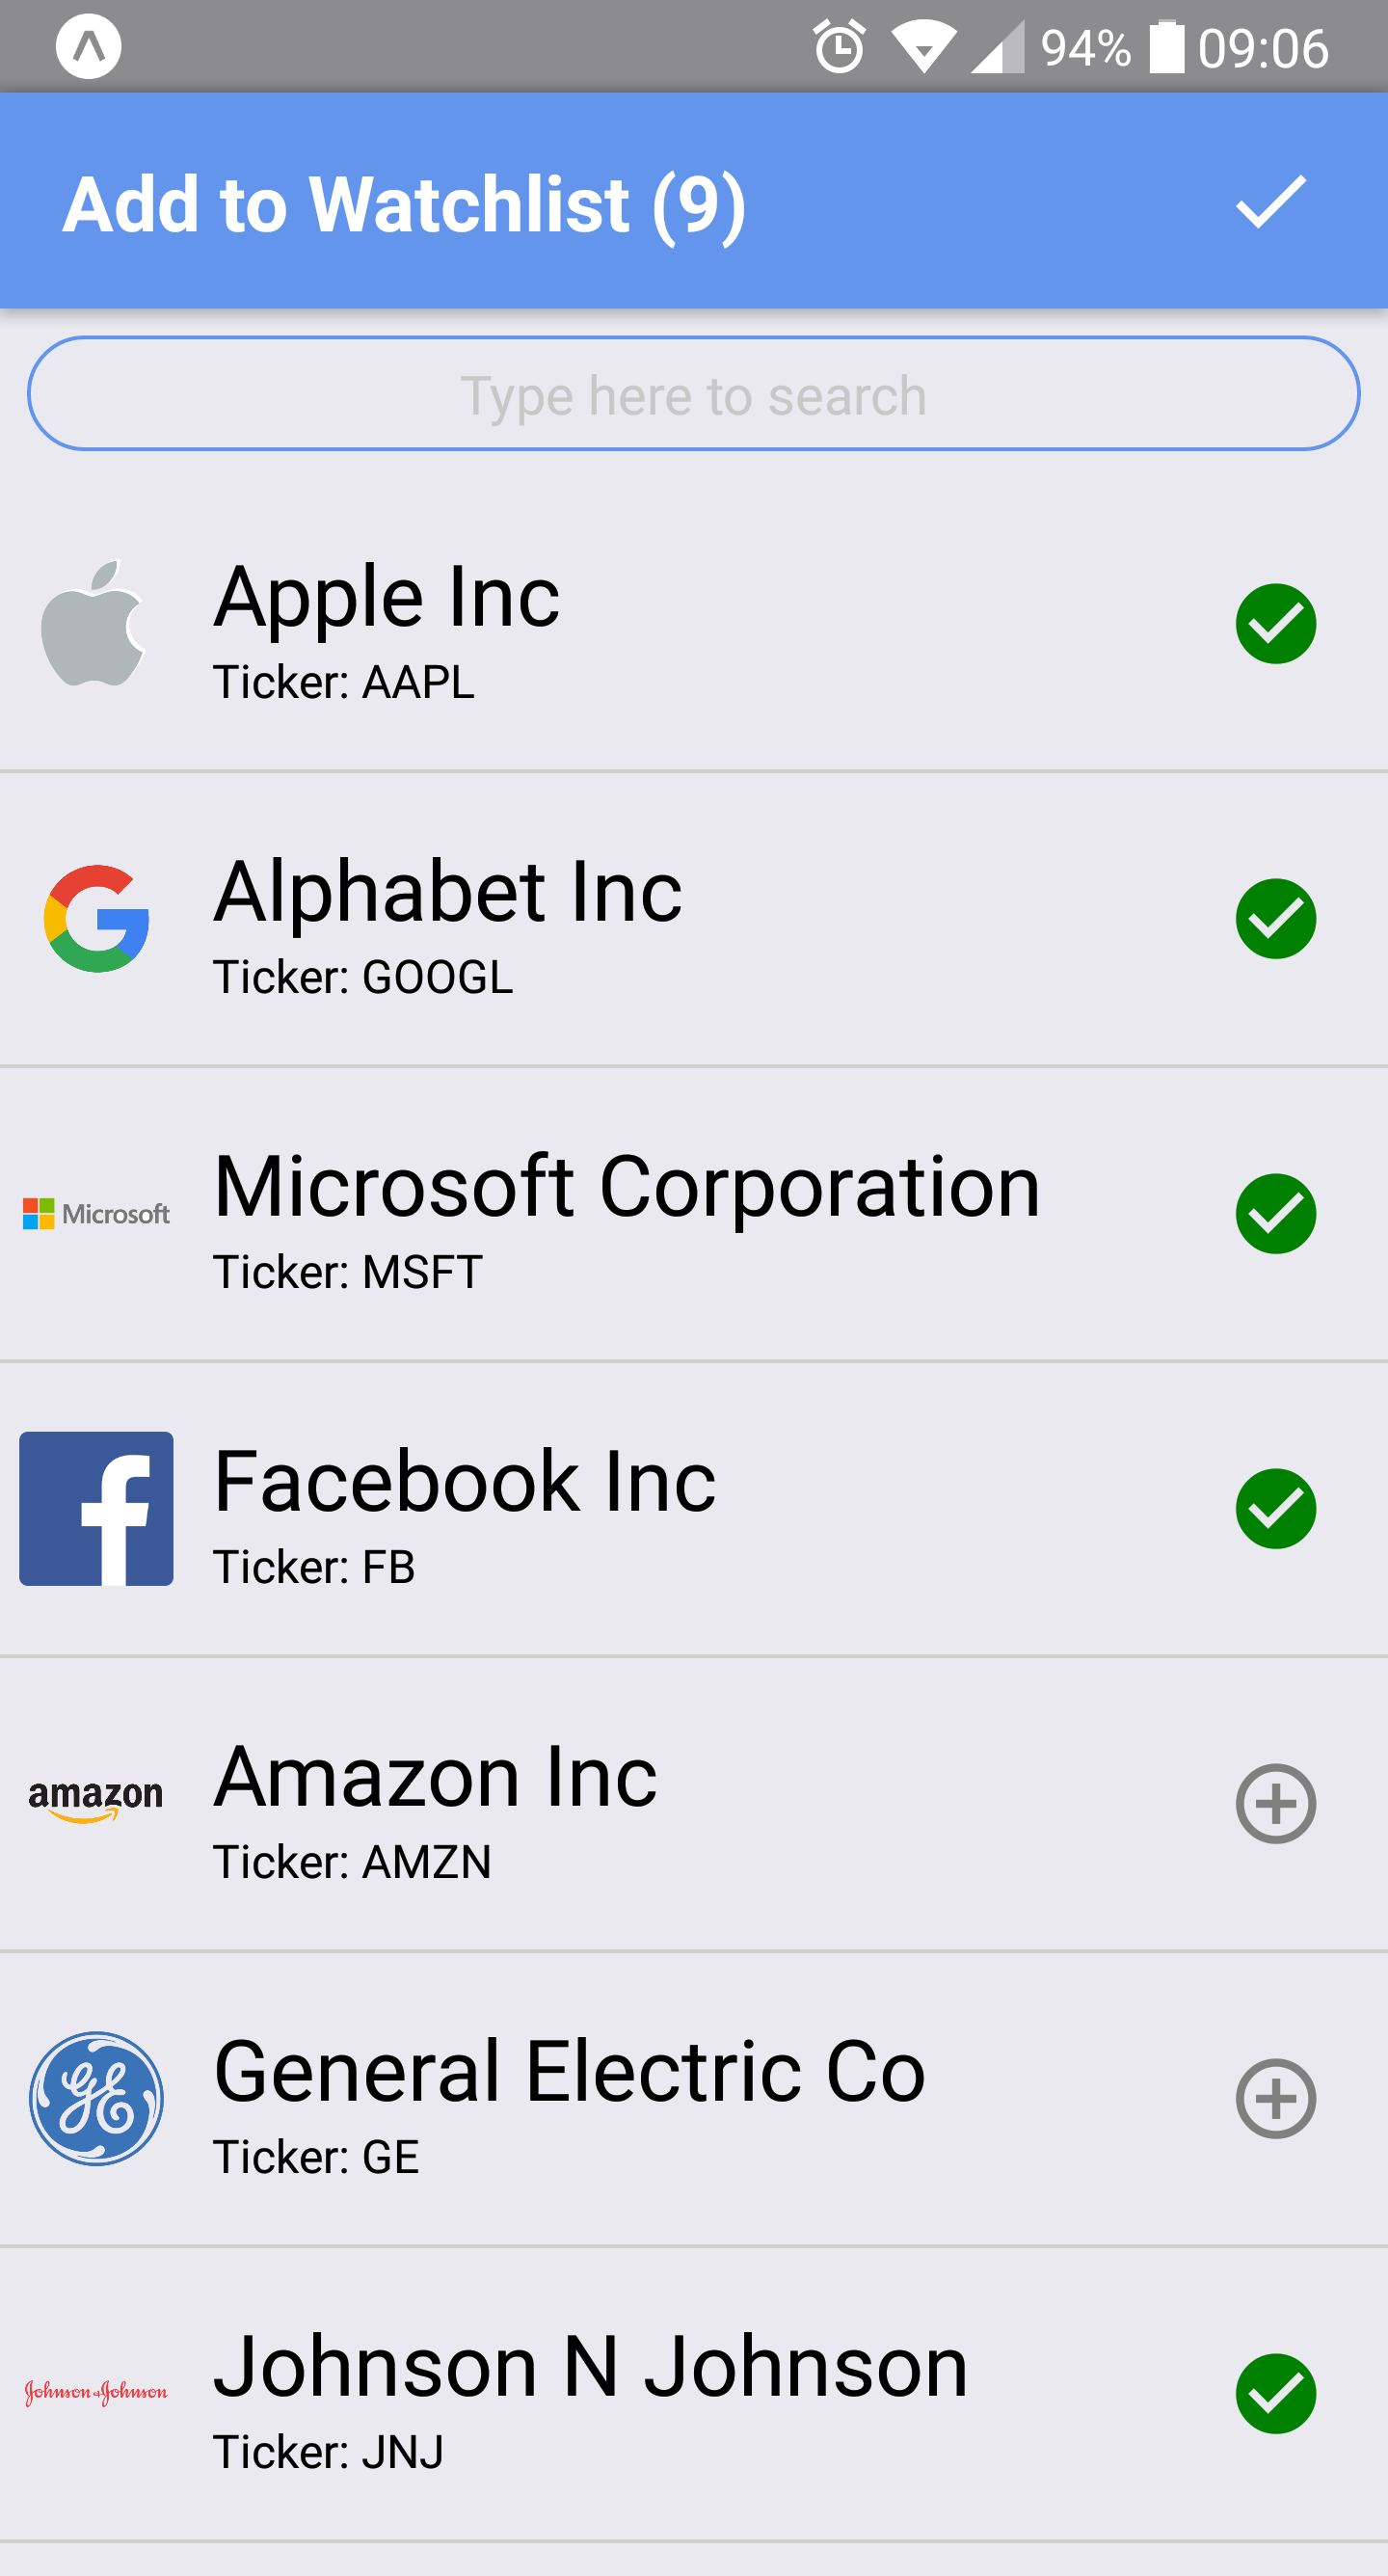 94% 09:06
Add to Watchlist (9)
Type here to search
Apple Inc
Ticker: AAPL
Alphabet Inc
Ticker: GOOGL
Microsoft
Microsoft Corporation
Ticker: MSFT
Facebook Inc
Ticker: FB
amazon
Amazon Inc
Ticker: AMZN
GE
General Electric Co
Ticker: GE
Johnson&Johnson
Johnson N Johnson
Ticker: JNJ